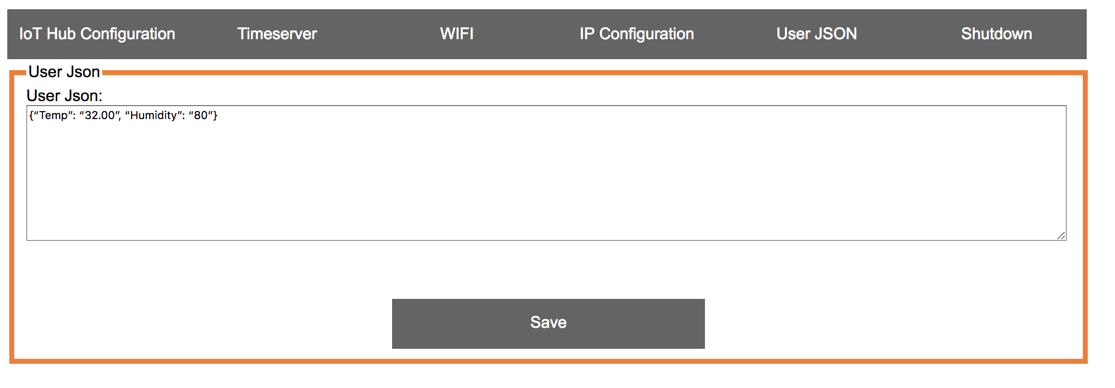 IoT Hub Configuration Timeserver WIFI IP Configuration User JSON Shutdown
User Json
User Json:
{“Temp”: “32.00”, “Humidity”: “80”}
Save